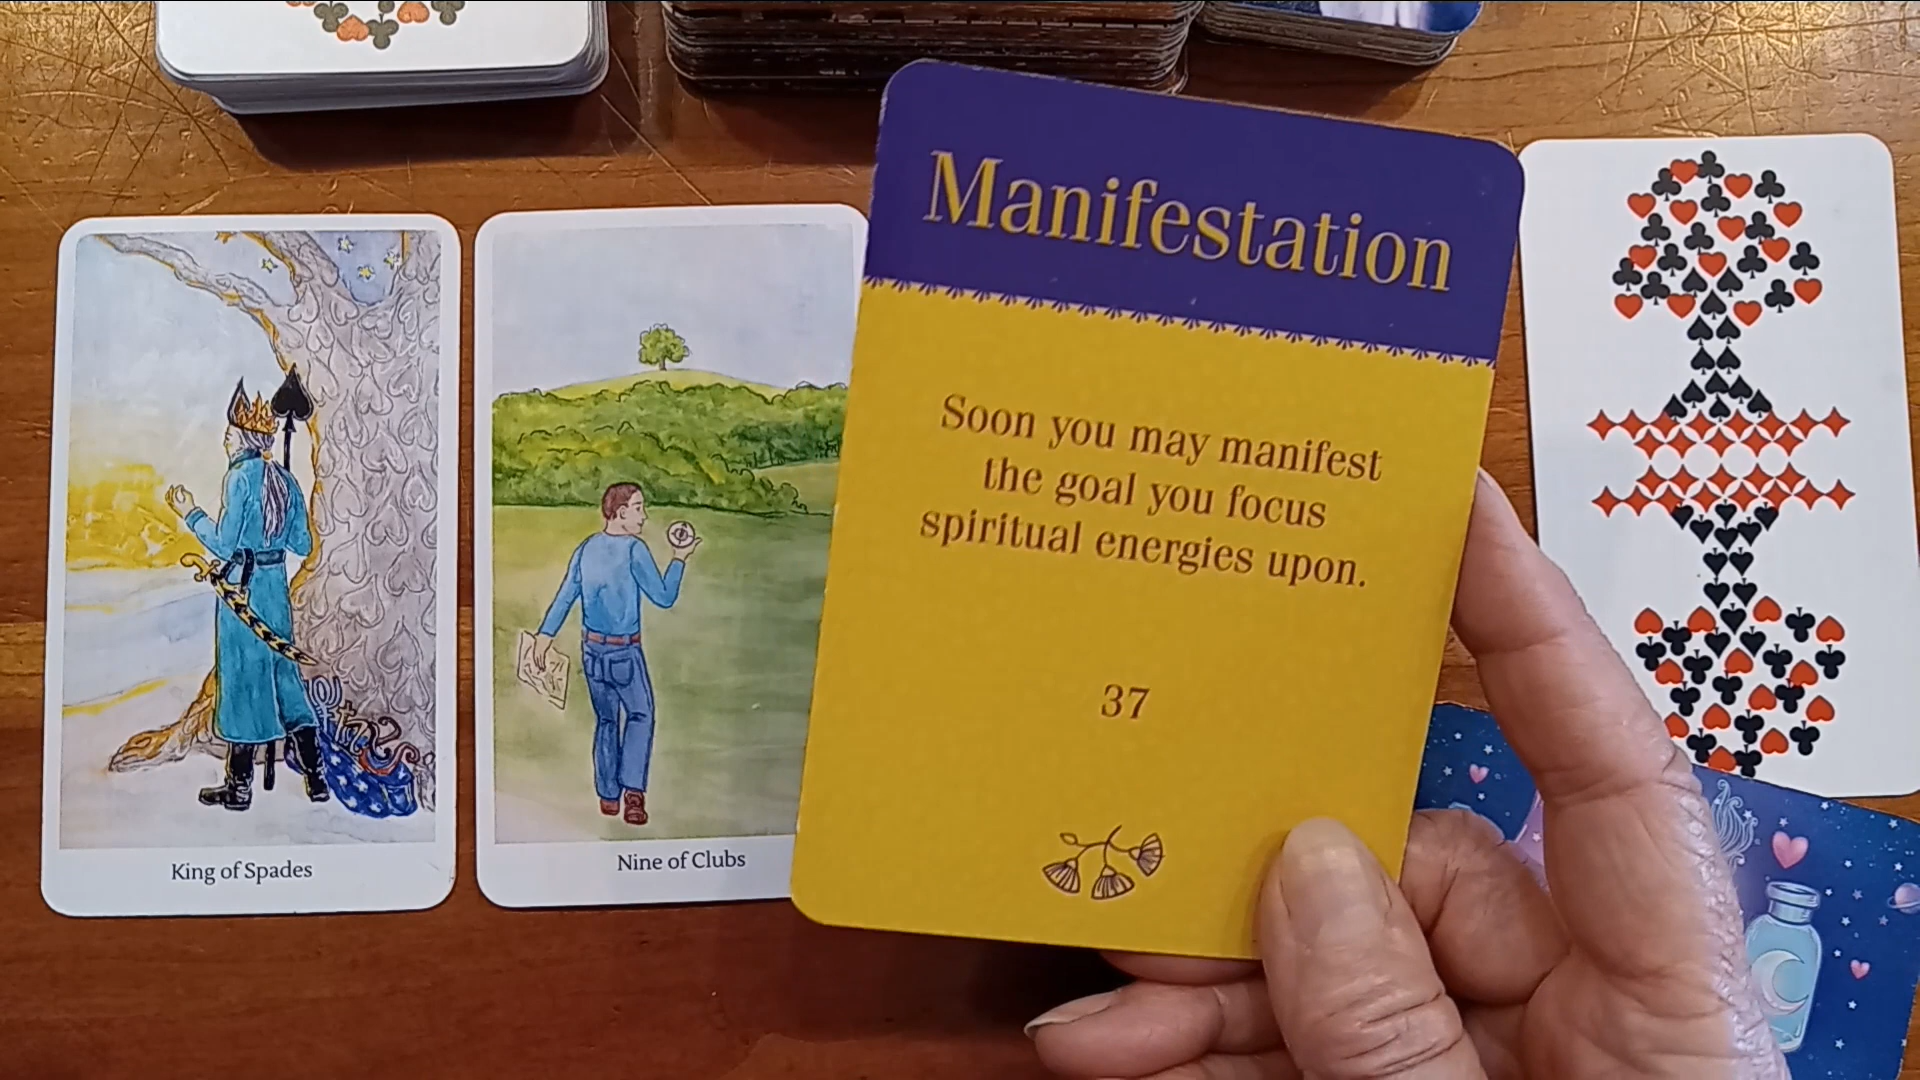 Manifestation
Soon you may manifest
the goal you focus
spiritual energies upon.
37
King of Spades
Nine of Clubs